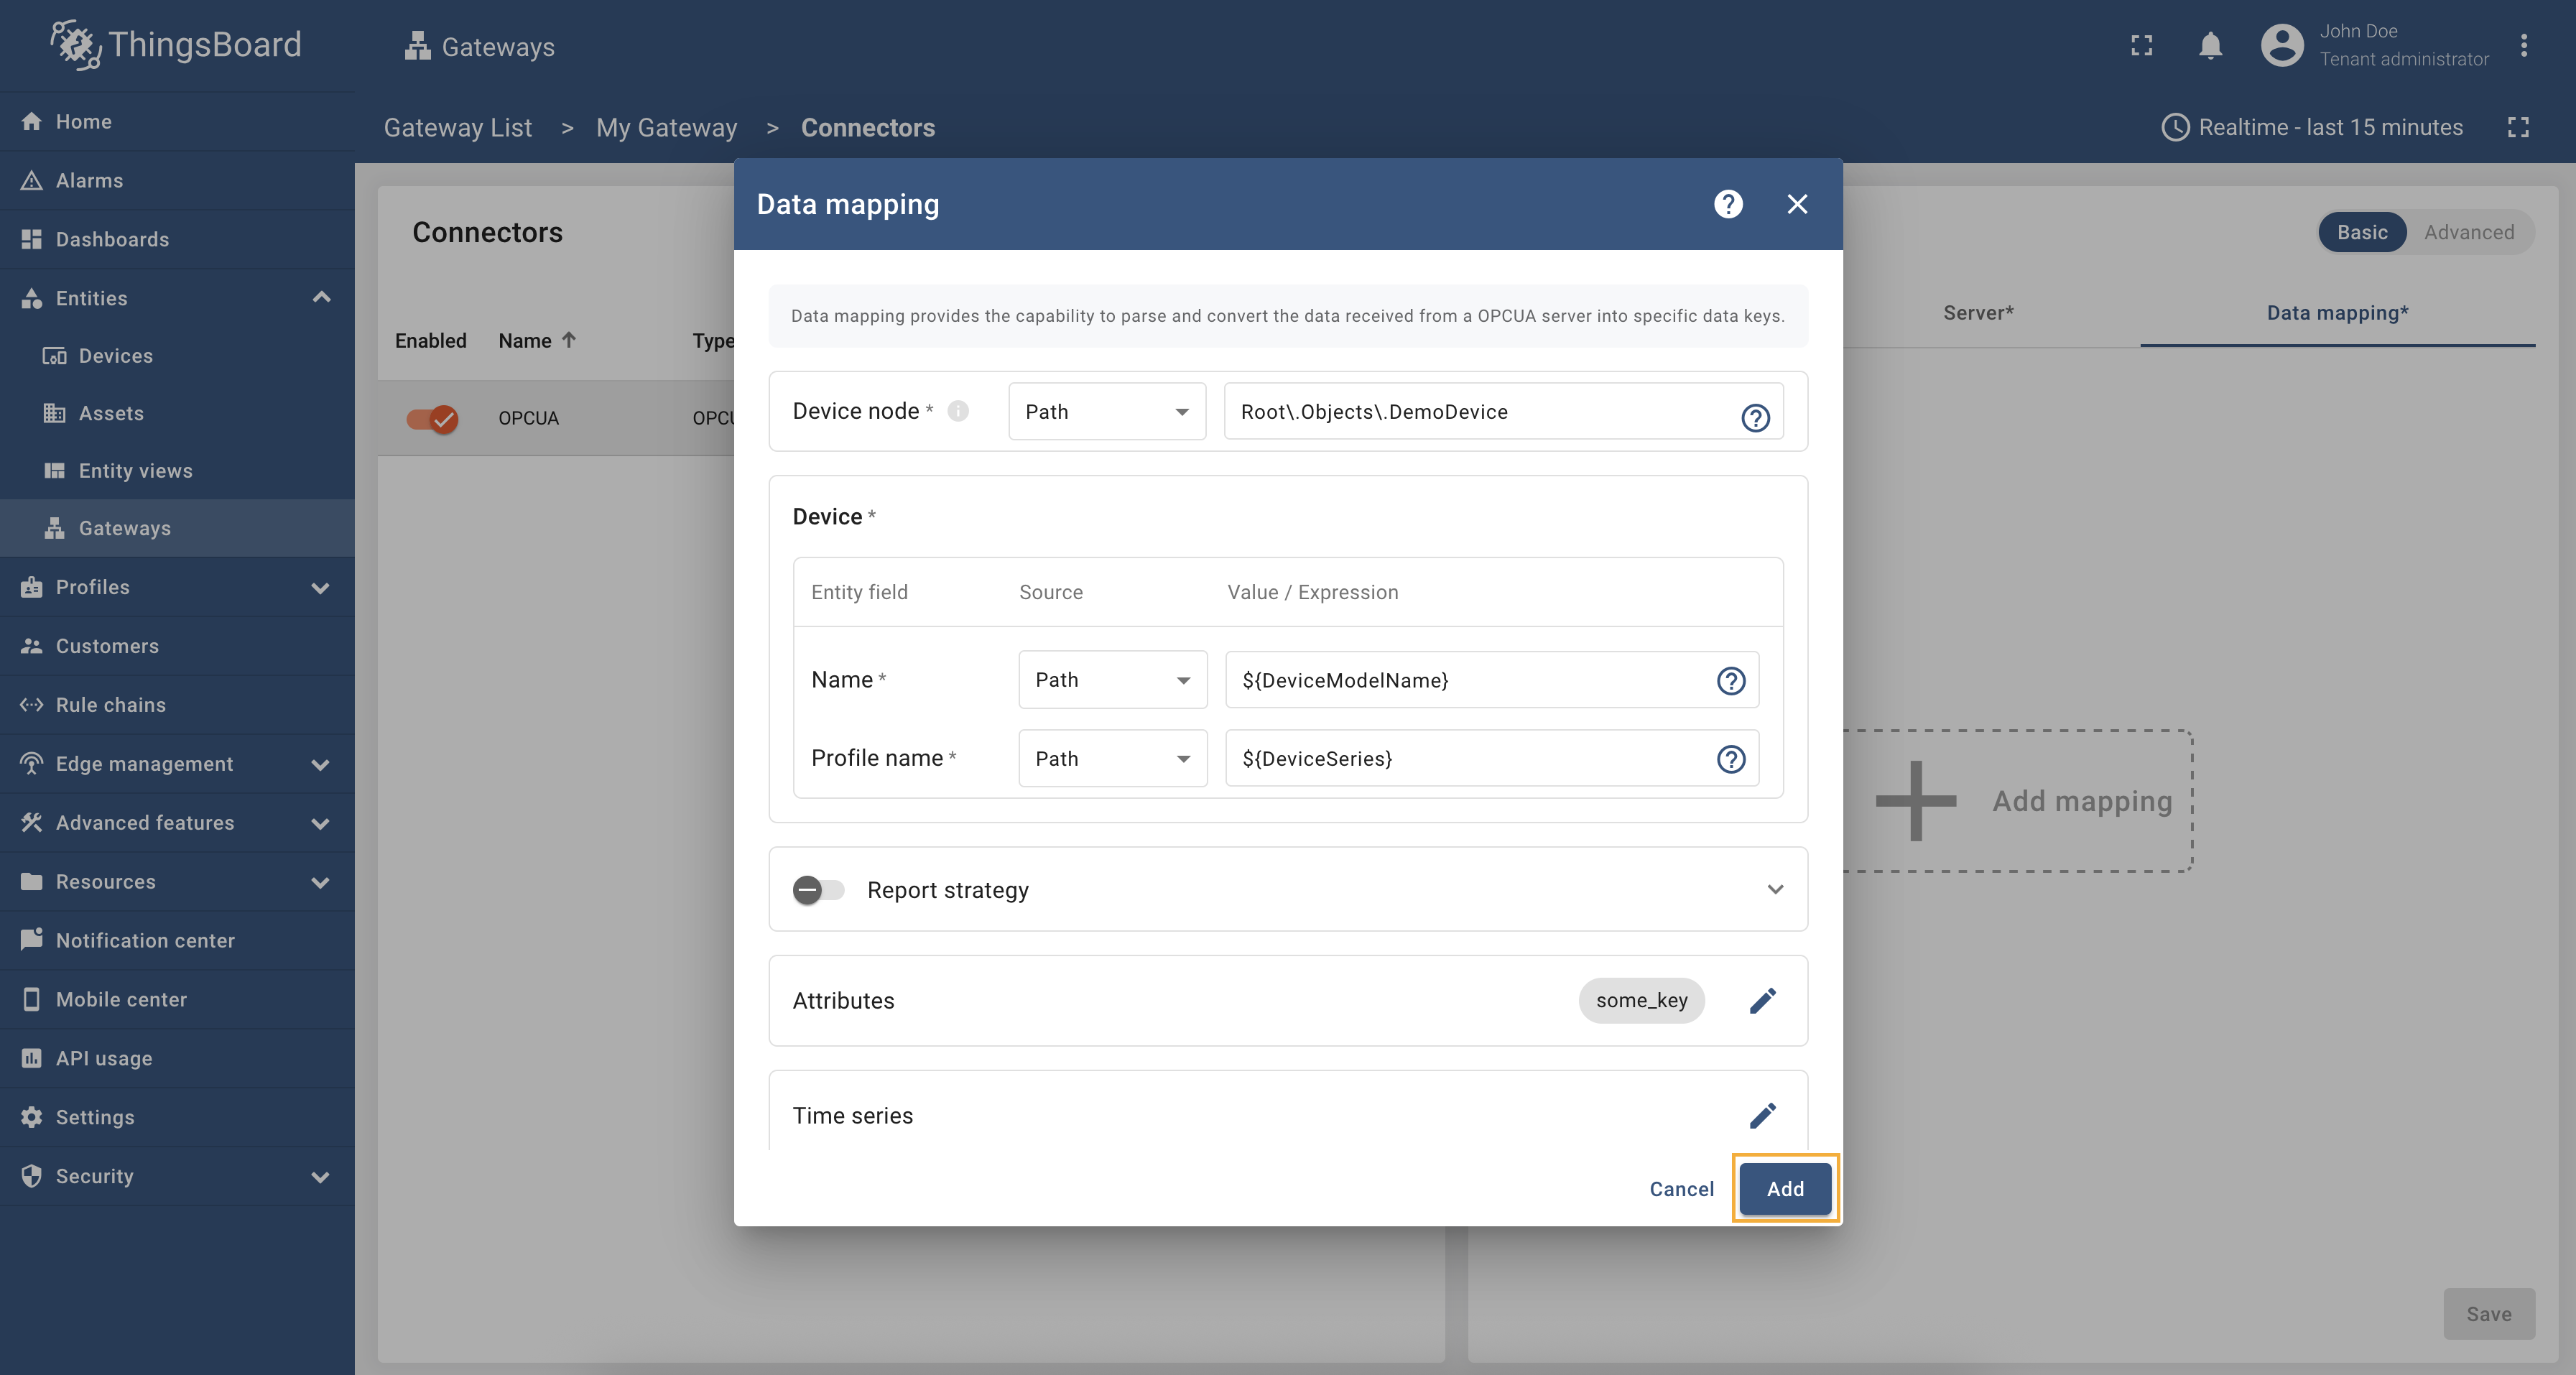 ThingsBoard
Gateways
John Doe
Tenant administrator
Gateway List > My Gateway > Connectors
Realtime - last 15 minutes
Home
Alarms
Dashboards
Entities
Devices
Assets
Entity views
Gateways
Profiles
Customers
Rule chains
Edge management
Advanced features
Resources
Notification center
Mobile center
API usage
Settings
Security
Connectors
Enabled Name Type
OPCUA OPCU
Basic Advanced
Server* Data mapping*
Add mapping
Save
Data mapping
Data mapping provides the capability to parse and convert the data received from a OPCUA server into specific data keys.
Device node * Path Root\.Objects\.DemoDevice
Device *
Entity field Source Value / Expression
Name * Path ${DeviceModelName}
Profile name * Path ${DeviceSeries}
Report strategy
Attributes some_key
Time series
Cancel Add